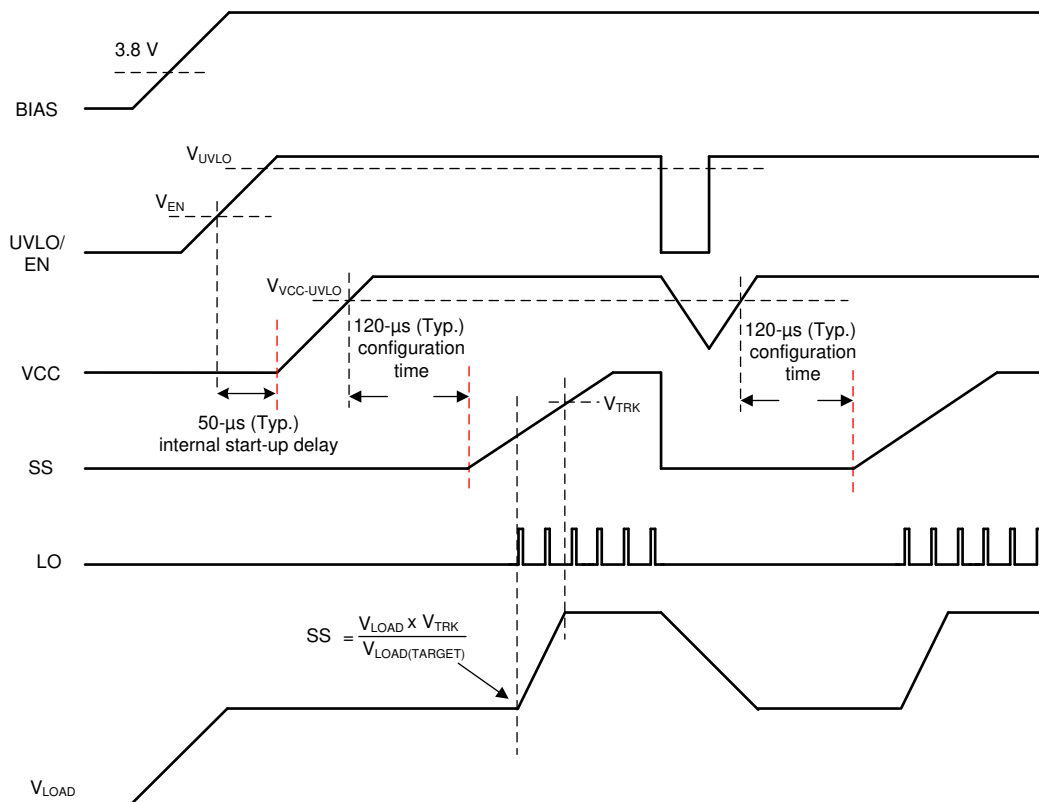 3.8 V
BIAS
VUVLO
VEN
UVLO/
EN
VVCC-UVLO
120-µs (Typ.)
configuration
time
120-µs (Typ.)
configuration
time
VCC
VTRK
50-µs (Typ.)
internal start-up delay
SS
LO
SS = VLOAD x VTRK
VLOAD(TARGET)
VLOAD